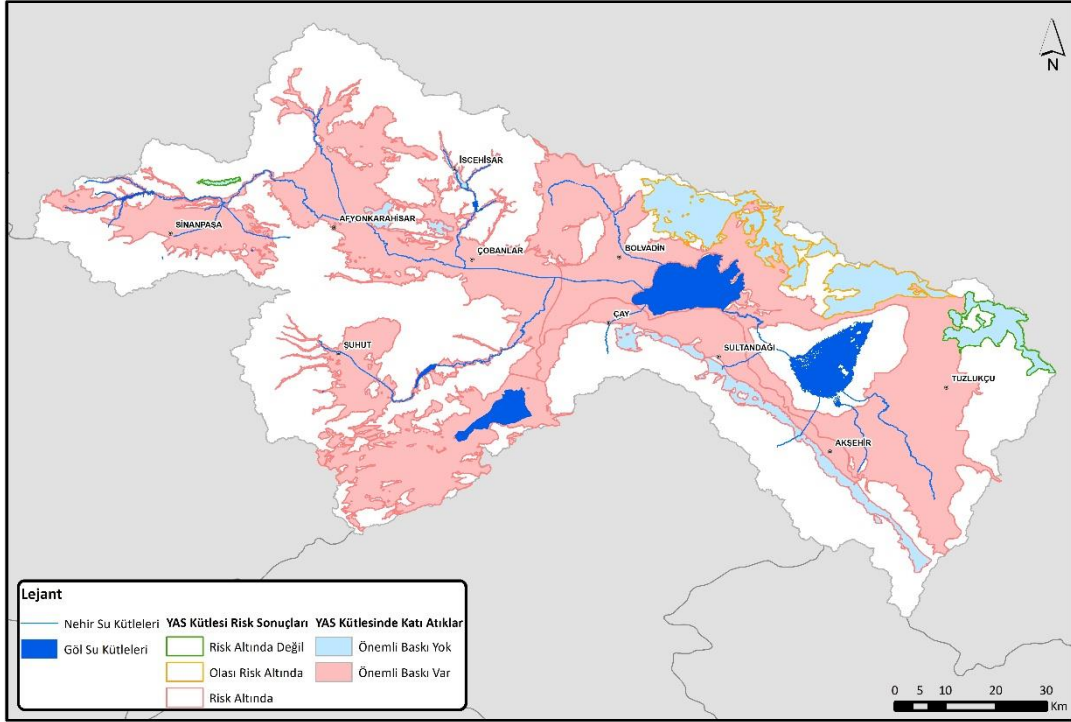 N
İSCEHİSAR
SİNANPAŞA
AFYONKARAHİSAR
ÇOBANLAR
BOLVADİN
ÇAY
SULTANDAĞI
ŞUHUT
TUZLUKÇU
AKŞEHİR
Lejant
Nehir Su Kütleleri
Göl Su Kütleleri
YAS Kütlesi Risk Sonuçları
Risk Altında Değil
Olası Risk Altında
Risk Altında
YAS Kütlesinde Katı Atıklar
Önemli Baskı Yok
Önemli Baskı Var
0 5 10 20 30
Km